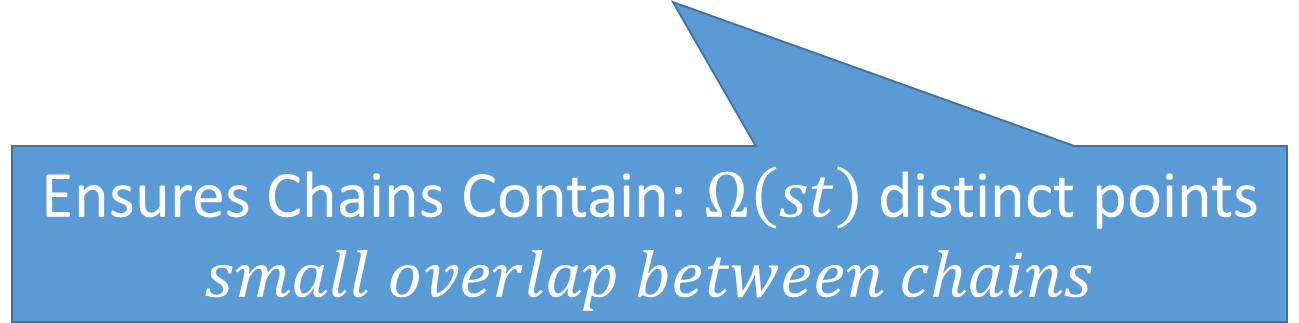 Ensures Chains Contain: Ω(st) distinct points
small overlap between chains